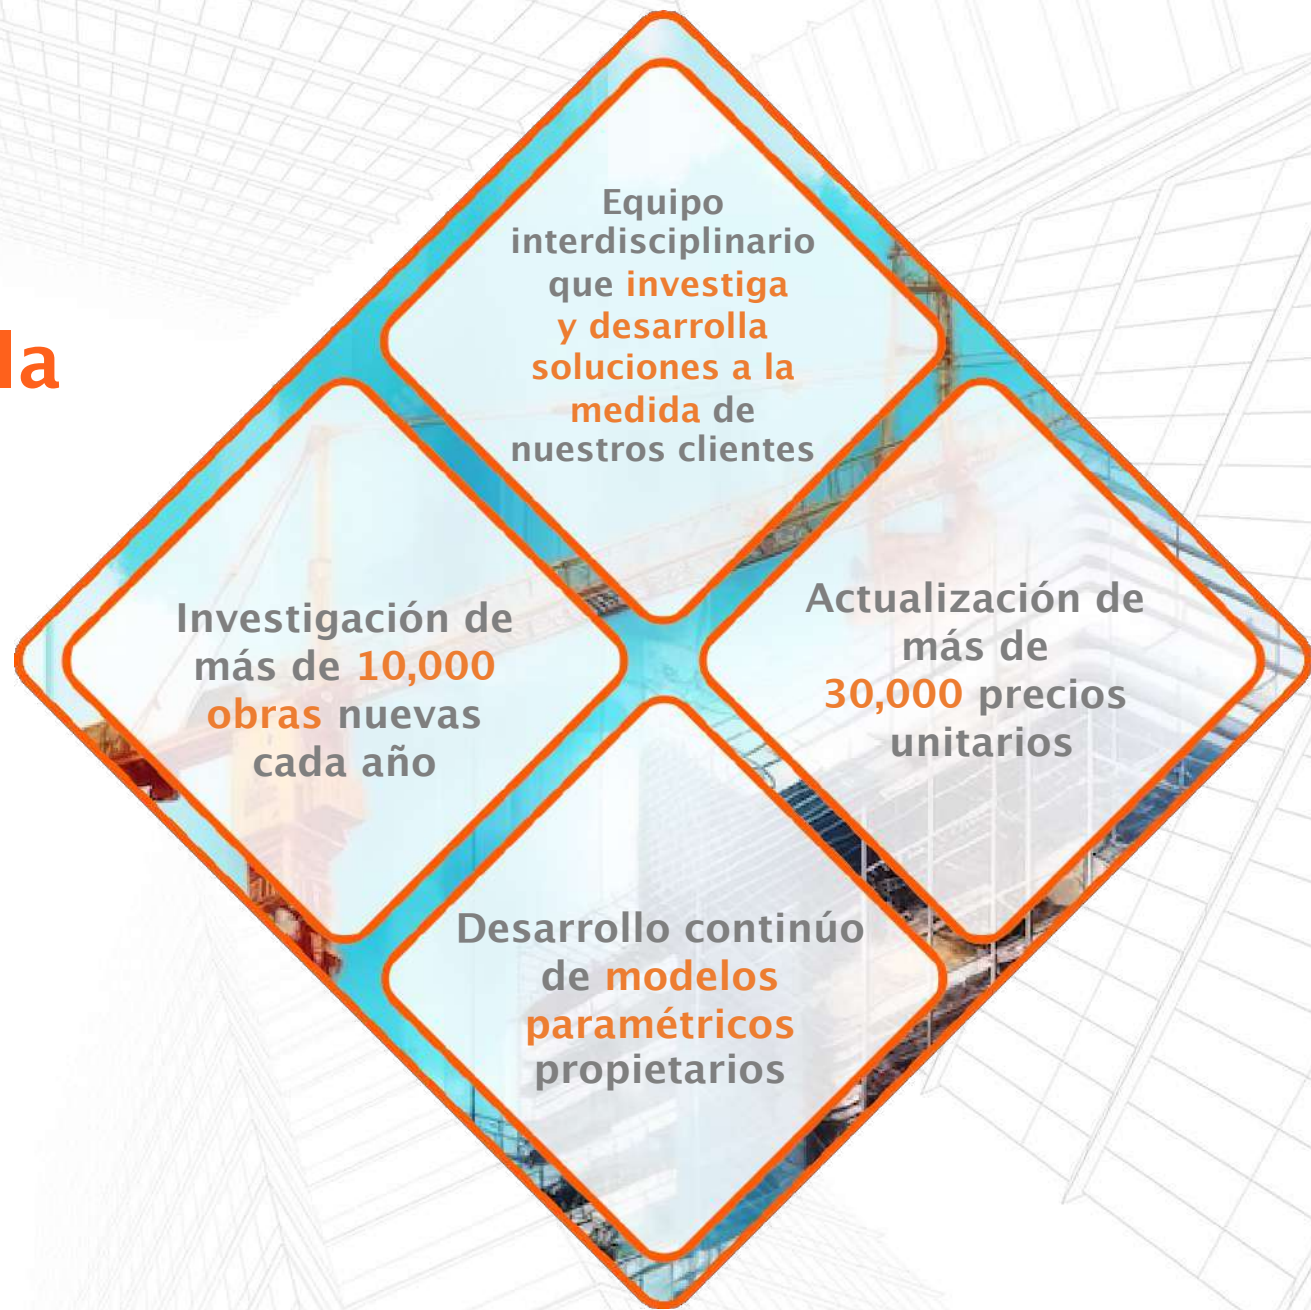 Equipo
interdisciplinario
que investiga
y desarrolla
soluciones a la
medida de
nuestros clientes
la
Investigación de
más de 10,000
obras nuevas
cada año
Actualización de
más de
30,000 precios
unitarios
Desarrollo continúo
de modelos
paramétricos
propietarios